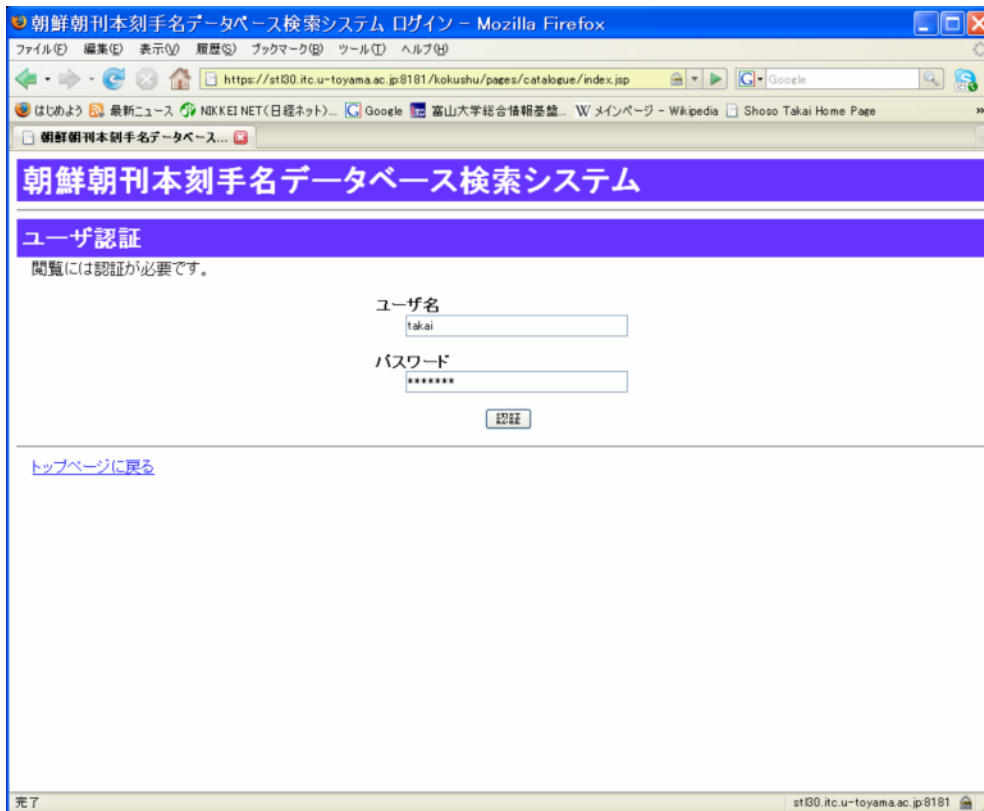 朝鮮朝刊本刻手名データベース検索システム ログイン - Mozilla Firefox
ファイル(F) 編集(E) 表示(V) 履歴(S) ブックマーク(B) ツール(T) ヘルプ(H)
https://stl30.itc.u-toyama.ac.jp:8181/kokushu/pages/catalogue/index.jsp G Google
はじめよう 最新ニュース NIKKEI NET(日経ネット)... Google 富山大学総合情報基盤... W メインページ - Wikipedia Shoso Takai Home Page »
朝鮮朝刊本刻手名データベース...
朝鮮朝刊本刻手名データベース検索システム
ユーザ認証
閲覧には認証が必要です。
ユーザ名
takai
パスワード
*******
認証
トップページに戻る
完了 stl30.itc.u-toyama.ac.jp:8181